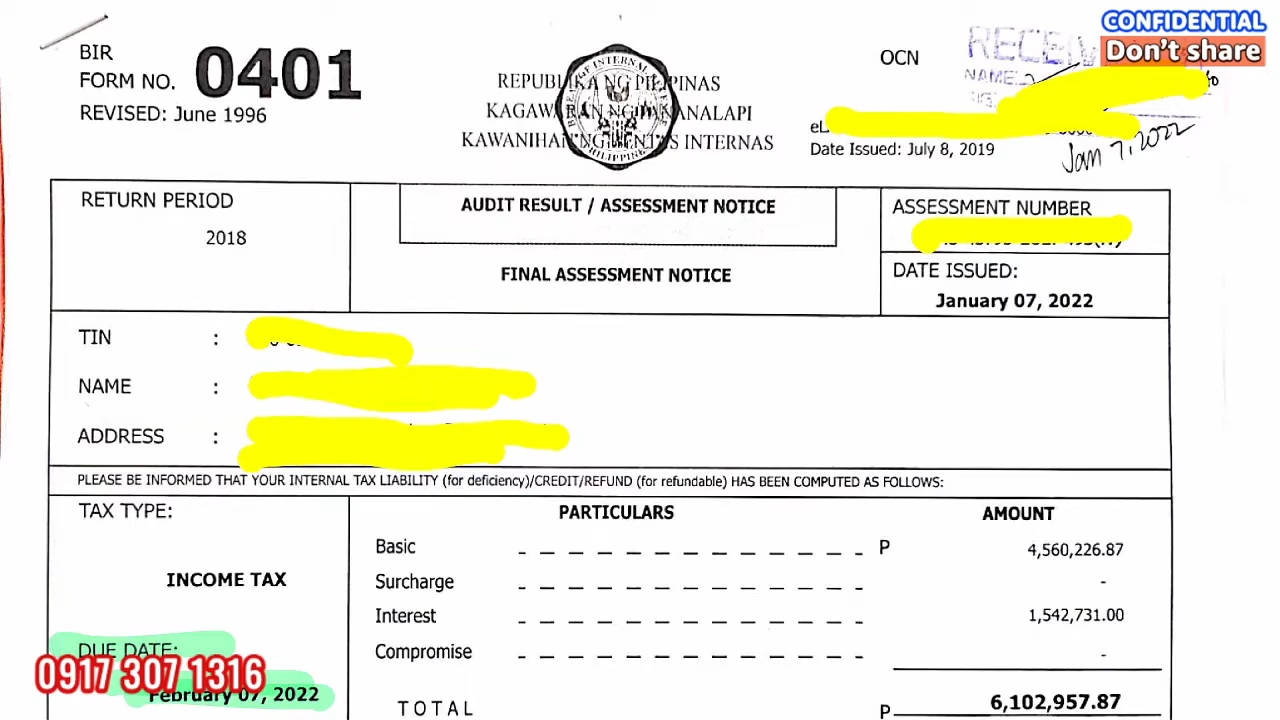 CONFIDENTIAL
Don't share
BIR
FORM NO. 0401
REVISED: June 1996
REPUBLIKA NG PILIPINAS
KAGAWARAN NG PANANALAPI
KAWANIHAN NG RENTAS INTERNAS
OCN
RECEIV
NAME:
Date Issued: July 8, 2019
Jan 7, 2022
RETURN PERIOD
2018
AUDIT RESULT / ASSESSMENT NOTICE
FINAL ASSESSMENT NOTICE
ASSESSMENT NUMBER
DATE ISSUED:
January 07, 2022
TIN :
NAME :
ADDRESS :
PLEASE BE INFORMED THAT YOUR INTERNAL TAX LIABILITY (for deficiency)/CREDIT/REFUND (for refundable) HAS BEEN COMPUTED AS FOLLOWS:
TAX TYPE:
INCOME TAX
DUE DATE:
0917 307 1316
February 07, 2022
PARTICULARS AMOUNT
Basic P 4,560,226.87
Surcharge -
Interest 1,542,731.00
Compromise -
TOTAL P 6,102,957.87